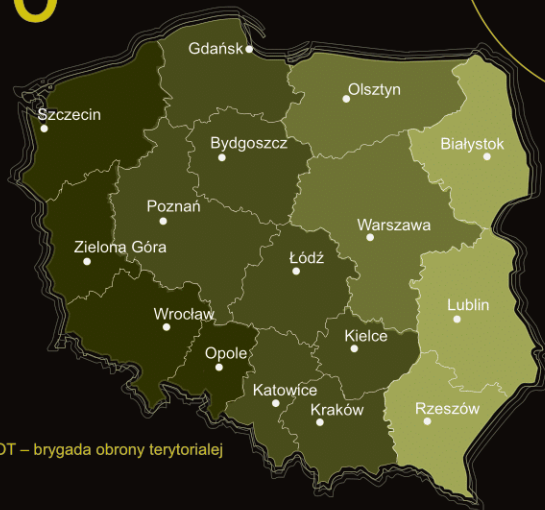 Gdańsk
Olsztyn
Szczecin
Białystok
Bydgoszcz
Poznań
Warszawa
Zielona Góra
Łódź
Lublin
Wrocław
Kielce
Opole
Katowice
Kraków
Rzeszów
OT – brygada obrony terytorialej